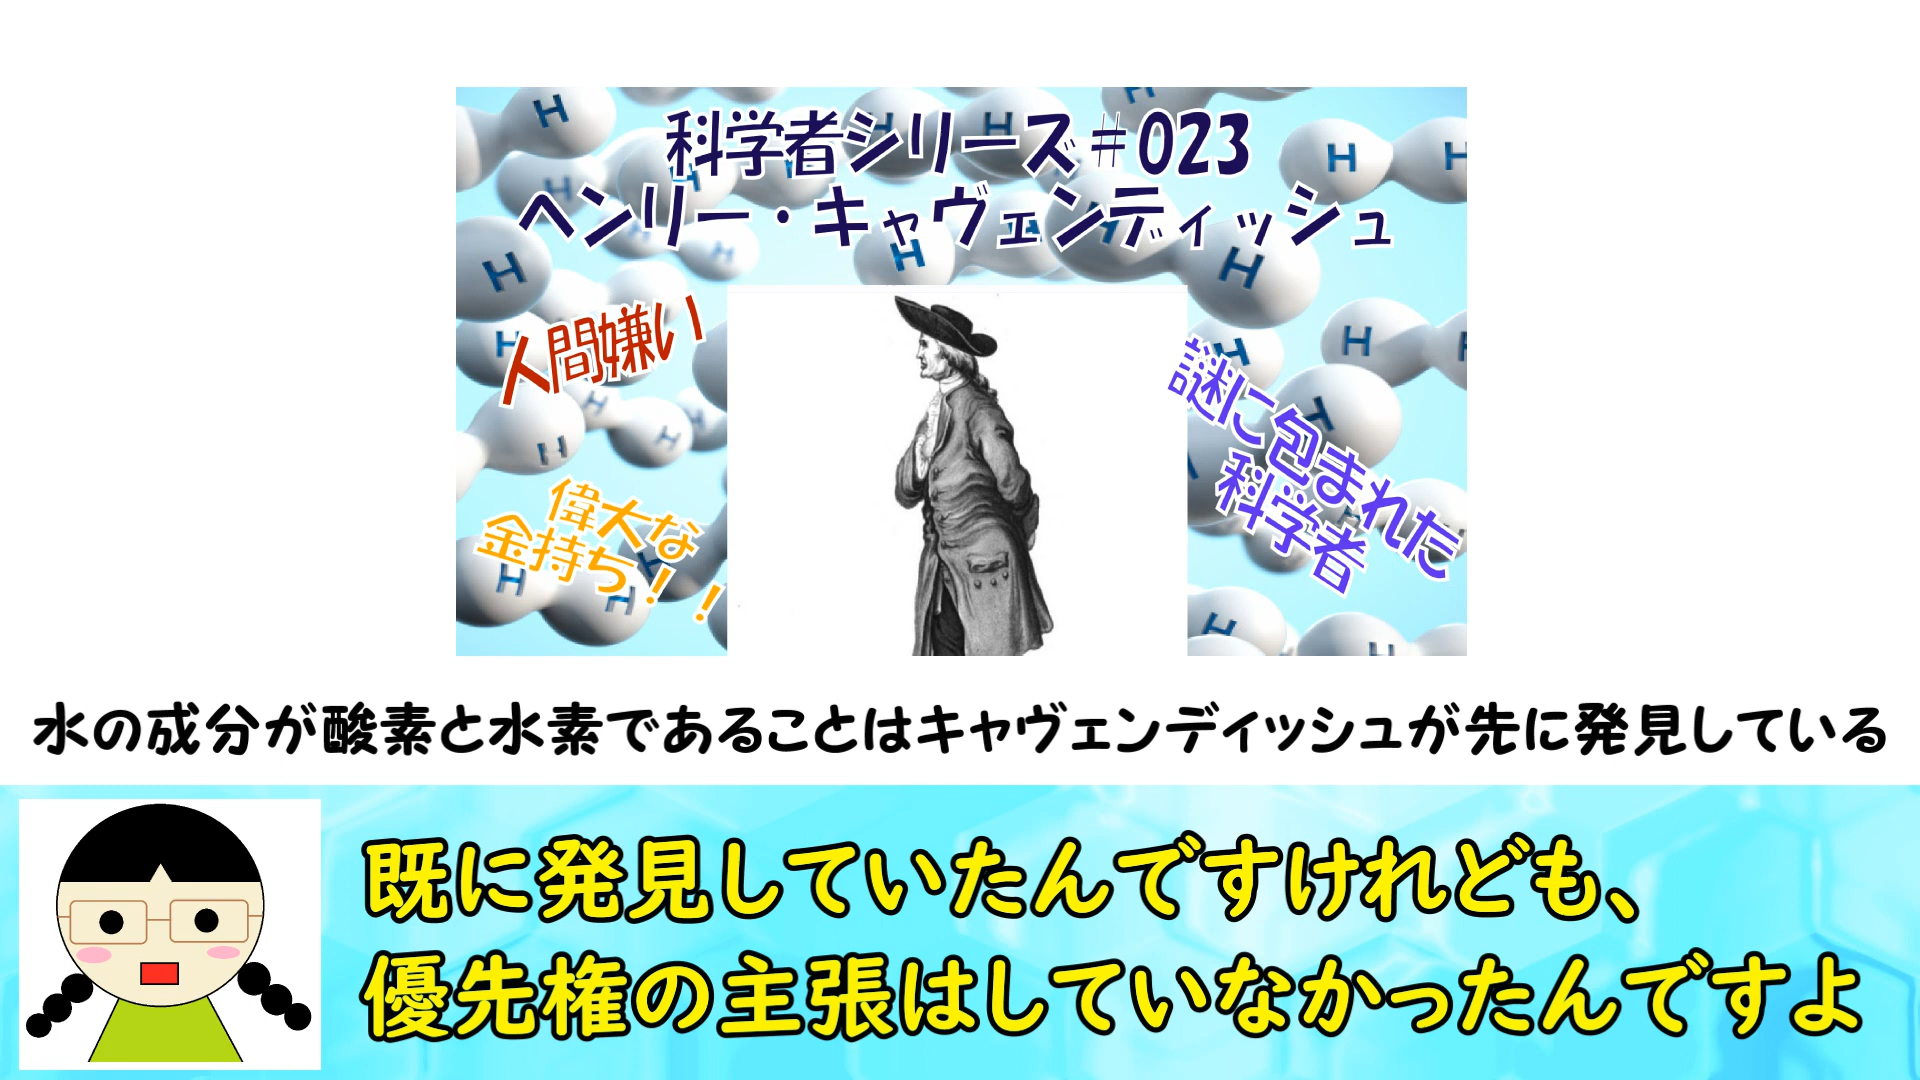 科学者シリーズ#023
ヘンリー・キャヴェンディッシュ
人間嫌い
偉大な
金持ち！！
謎に包まれた
科学者
水の成分が酸素と水素であることはキャヴェンディッシュが先に発見している
既に発見していたんですけれども、
優先権の主張はしていなかったんですよ